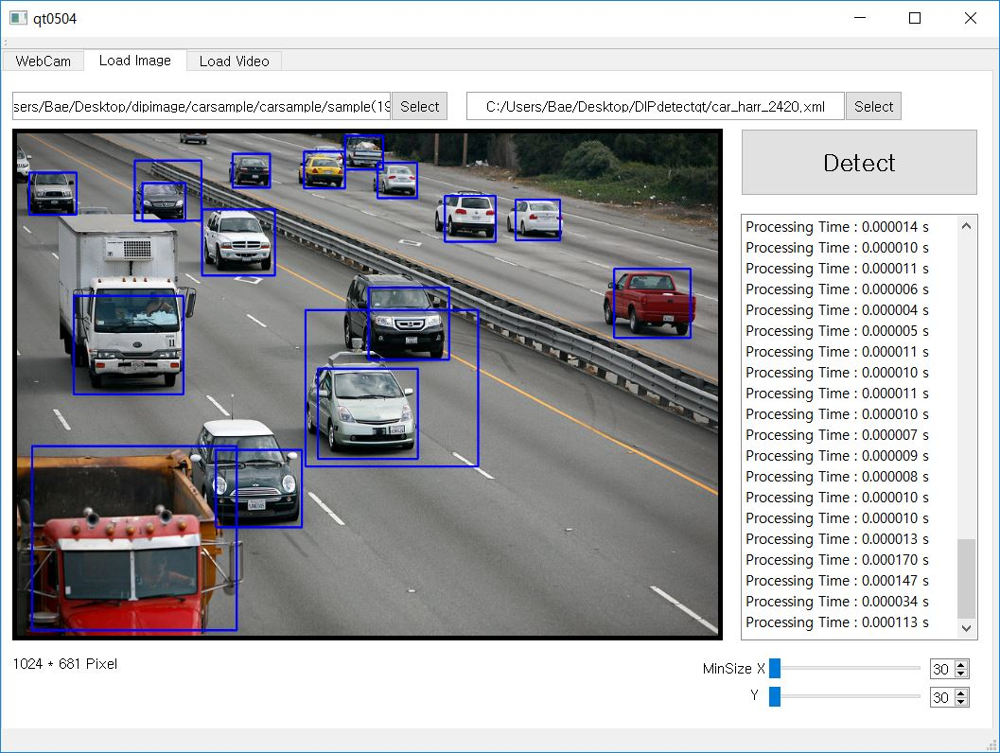 qt0504
WebCam
Load Image
Load Video
sers/Bae/Desktop/dipimage/carsample/carsample/sample(19
Select
C:/Users/Bae/Desktop/DIPdetectqt/car_harr_2420.xml
Select
Detect
Processing Time : 0.000014 s
Processing Time : 0.000010 s
Processing Time : 0.000011 s
Processing Time : 0.000006 s
Processing Time : 0.000004 s
Processing Time : 0.000005 s
Processing Time : 0.000011 s
Processing Time : 0.000010 s
Processing Time : 0.000011 s
Processing Time : 0.000010 s
Processing Time : 0.000007 s
Processing Time : 0.000009 s
Processing Time : 0.000008 s
Processing Time : 0.000010 s
Processing Time : 0.000010 s
Processing Time : 0.000013 s
Processing Time : 0.000170 s
Processing Time : 0.000147 s
Processing Time : 0.000034 s
Processing Time : 0.000113 s
11
1024 * 681 Pixel
MinSize X
30
Y
30